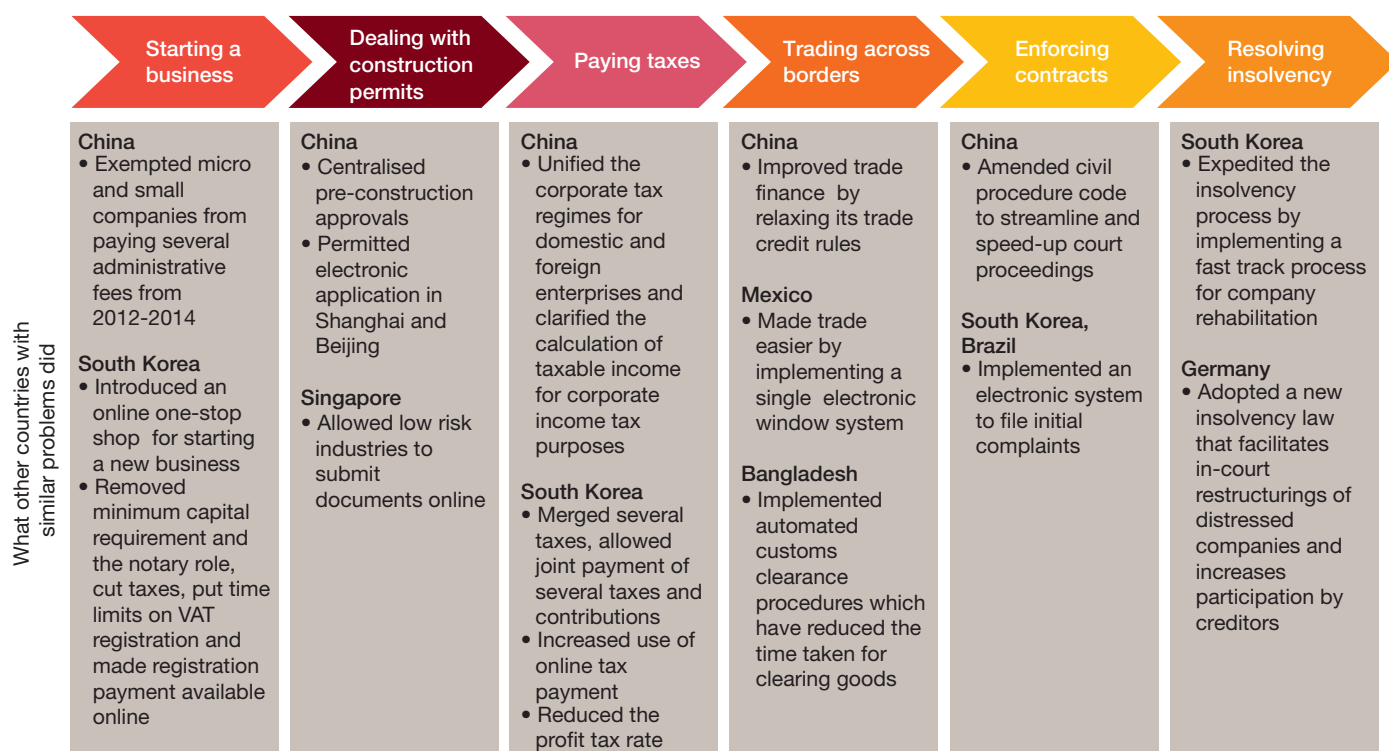 Starting a
business
Dealing with
construction
permits
Paying taxes
Trading across
borders
Enforcing
contracts
Resolving
insolvency
What other countries with
similar problems did
China
• Exempted micro
and small
companies from
paying several
administrative
fees from
2012-2014
South Korea
• Introduced an
online one-stop
shop for starting
a new business
• Removed
minimum capital
requirement and
the notary role,
cut taxes, put time
limits on VAT
registration and
made registration
payment available
online
China
• Centralised
pre-construction
approvals
• Permitted
electronic
application in
Shanghai and
Beijing
Singapore
• Allowed low risk
industries to
submit
documents online
China
• Unified the
corporate tax
regimes for
domestic and
foreign
enterprises and
clarified the
calculation of
taxable income
for corporate
income tax
purposes
South Korea
• Merged several
taxes, allowed
joint payment of
several taxes and
contributions
• Increased use of
online tax
payment
• Reduced the
profit tax rate
China
• Improved trade
finance by
relaxing its trade
credit rules
Mexico
• Made trade
easier by
implementing a
single electronic
window system
Bangladesh
• Implemented
automated
customs
clearance
procedures which
have reduced the
time taken for
clearing goods
China
• Amended civil
procedure code
to streamline and
speed-up court
proceedings
South Korea,
Brazil
• Implemented an
electronic system
to file initial
complaints
South Korea
• Expedited the
insolvency
process by
implementing a
fast track process
for company
rehabilitation
Germany
• Adopted a new
insolvency law
that facilitates
in-court
restructurings of
distressed
companies and
increases
participation by
creditors